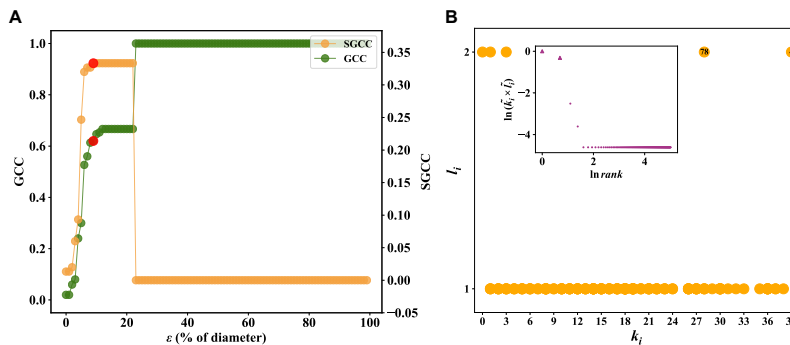 A
B
SGCC
GCC
1.0
0.8
0.6
0.4
0.2
0.0
GCC
0.35
0.30
0.25
0.20
0.15
0.10
0.05
0.00
−0.05
SGCC
0 20 40 60 80 100
ε (% of diameter)
2
1
l_i
78
0
−2
−4
ln (k̃_i × l̃_i)
0 2 4
ln rank
0 3 6 9 12 15 18 21 24 27 30 33 36
k_i